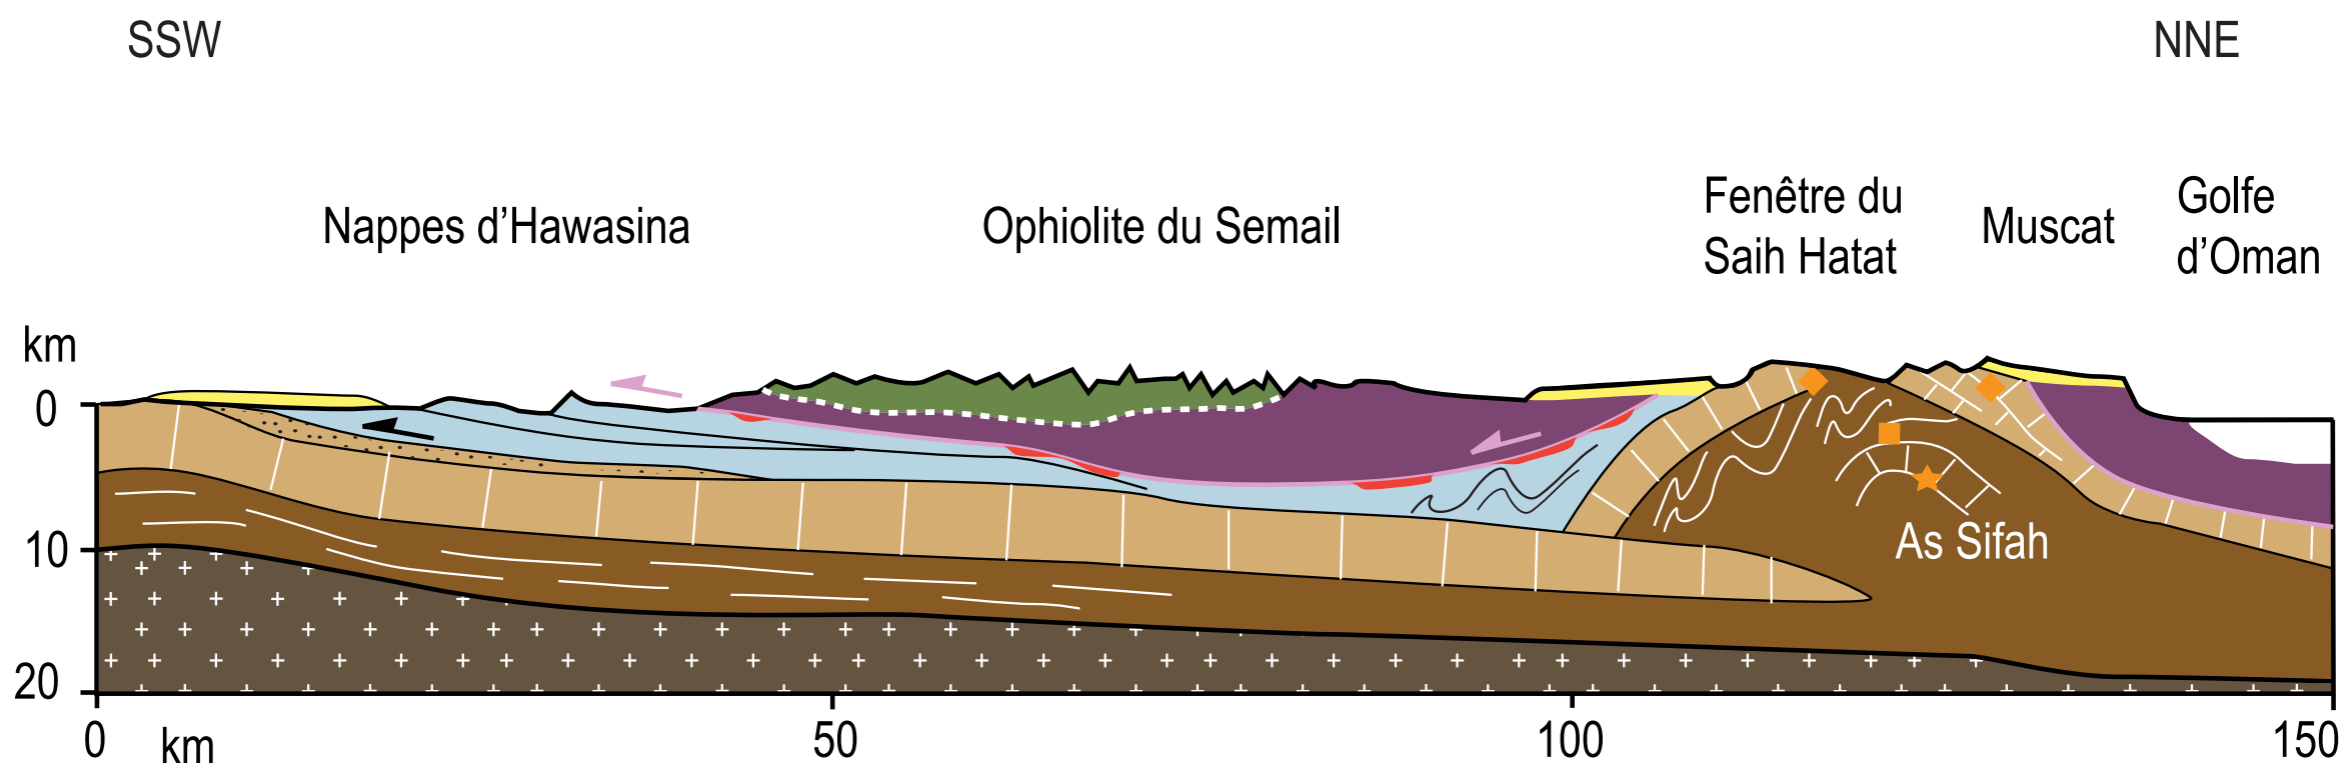 SSW
NNE
Nappes d’Hawasina
Ophiolite du Semail
Fenêtre du
Saih Hatat
Muscat
Golfe
d’Oman
km
0
10
20
As Sifah
0
km
50
100
150